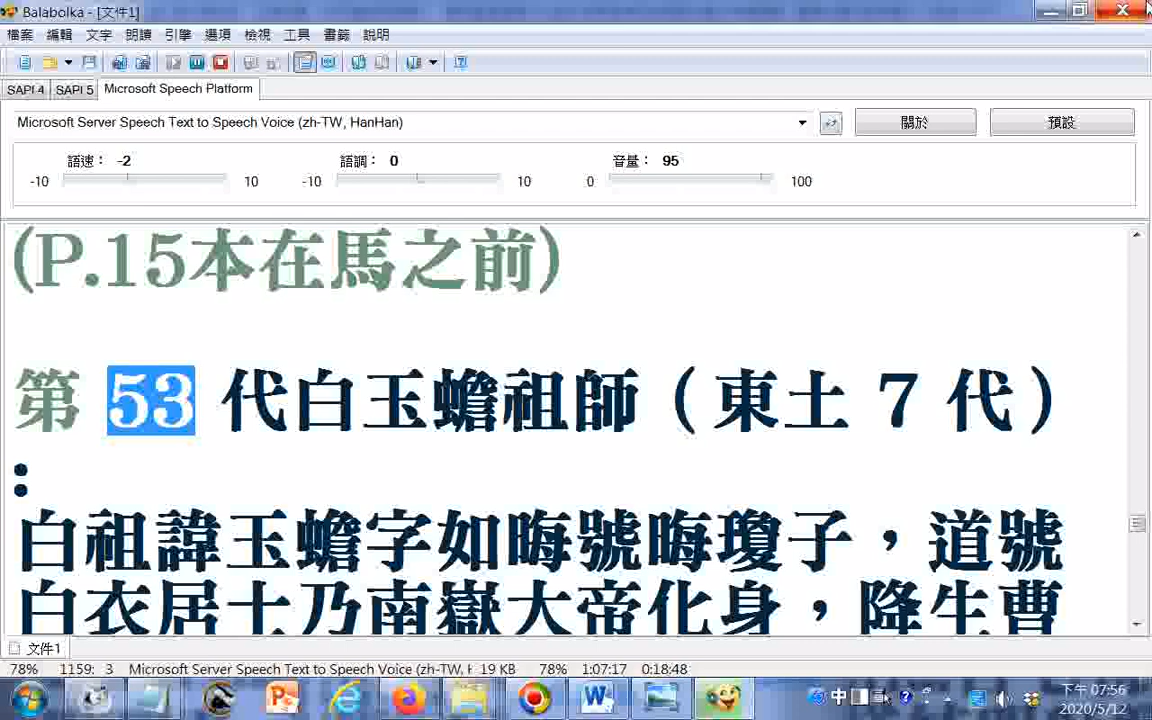 Balabolka - [文件1]
檔案 編輯 文字 朗讀 引擎 選項 檢視 工具 書籤 說明
SAPI 4 SAPI 5 Microsoft Speech Platform
Microsoft Server Speech Text to Speech Voice (zh-TW, HanHan) 關於 預設
語速： -2 語調： 0 音量： 95
-10 10 -10 10 0 100
(P.15本在馬之前)
第 53 代白玉蟾祖師（東土 7 代）
：
白祖諱玉蟾字如晦號晦瓊子，道號
白衣居士乃南嶽大帝化身，降生曹
文件1
78% 1159: 3 Microsoft Server Speech Text to Speech Voice (zh-TW, 19 KB 78% 1:07:17 0:18:48
中 下午 07:56
2020/5/12